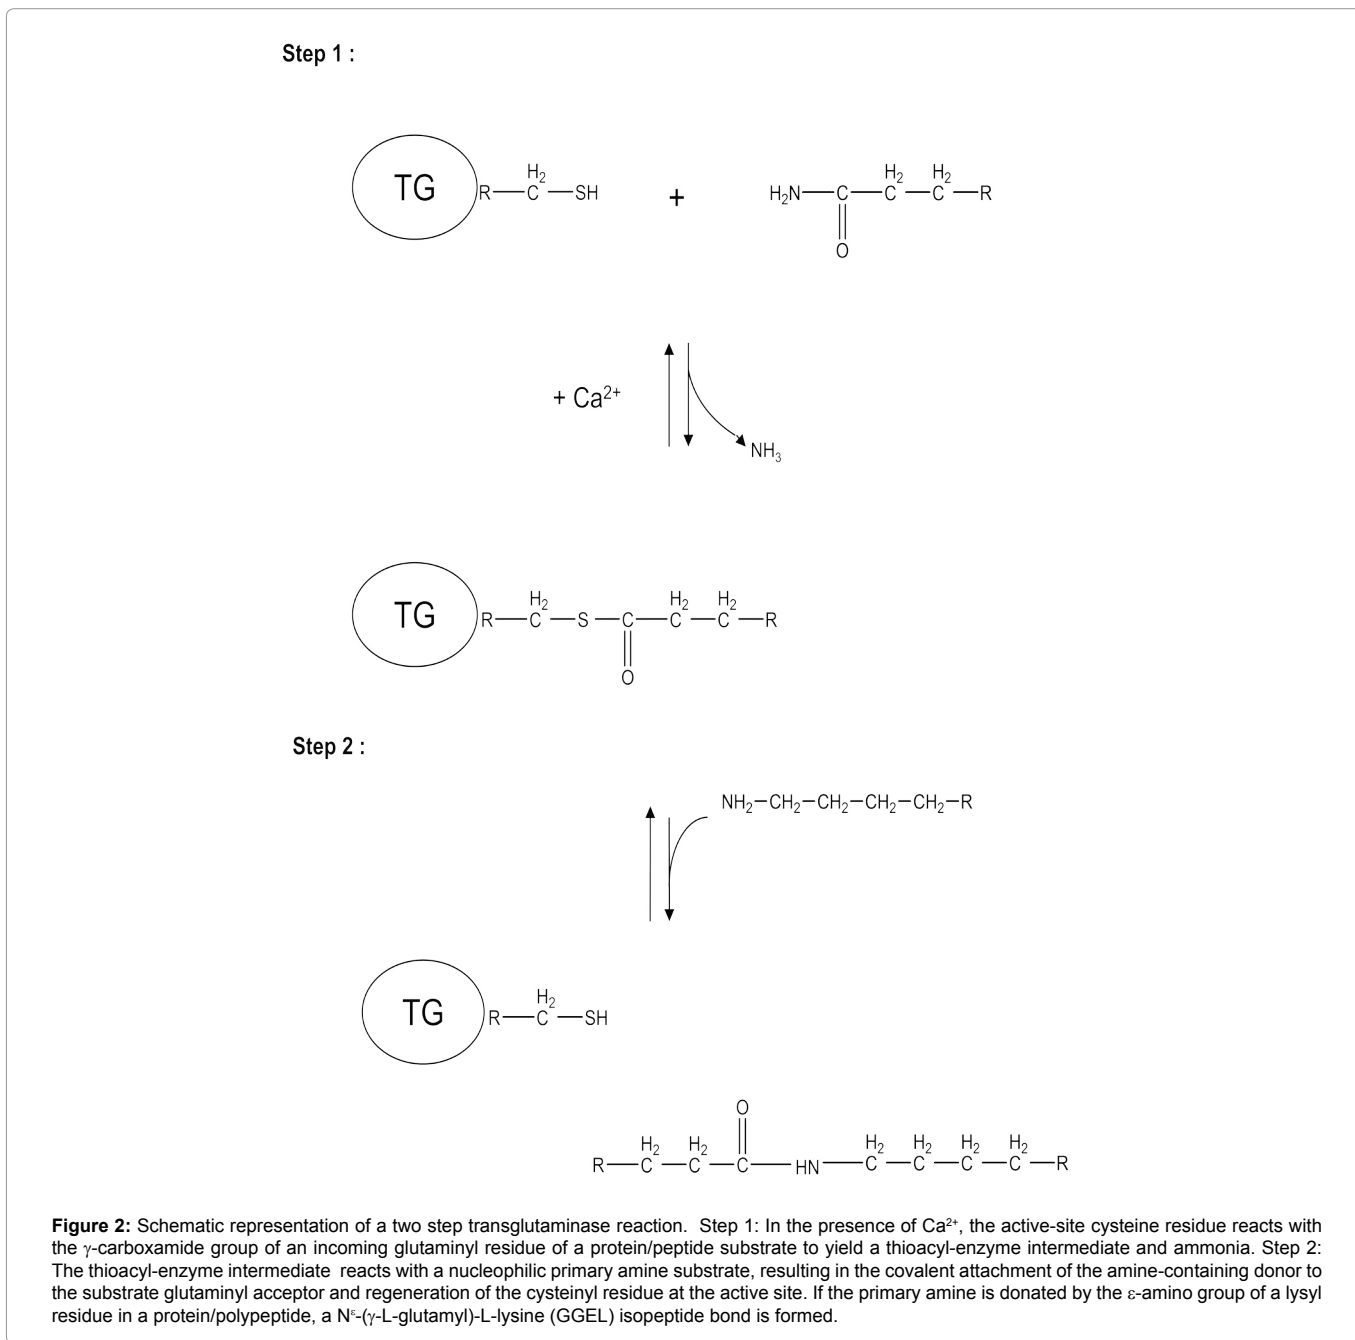 Step 1 :
H₂ H₂ H₂
TG R—C—SH + H₂N—C—C—C—R
O
+ Ca²⁺
NH₃
H₂ H₂ H₂
TG R—C—S—C—C—C—R
O
Step 2 :
NH₂–CH₂–CH₂–CH₂–CH₂–R
H₂
TG R—C—SH
O
H₂ H₂ H₂ H₂ H₂ H₂
R—C—C—C—HN—C—C—C—C—R
Figure 2: Schematic representation of a two step transglutaminase reaction. Step 1: In the presence of Ca²⁺, the active-site cysteine residue reacts with
the γ-carboxamide group of an incoming glutaminyl residue of a protein/peptide substrate to yield a thioacyl-enzyme intermediate and ammonia. Step 2:
The thioacyl-enzyme intermediate reacts with a nucleophilic primary amine substrate, resulting in the covalent attachment of the amine-containing donor to
the substrate glutaminyl acceptor and regeneration of the cysteinyl residue at the active site. If the primary amine is donated by the ε-amino group of a lysyl
residue in a protein/polypeptide, a Nᵋ-(γ-L-glutamyl)-L-lysine (GGEL) isopeptide bond is formed.